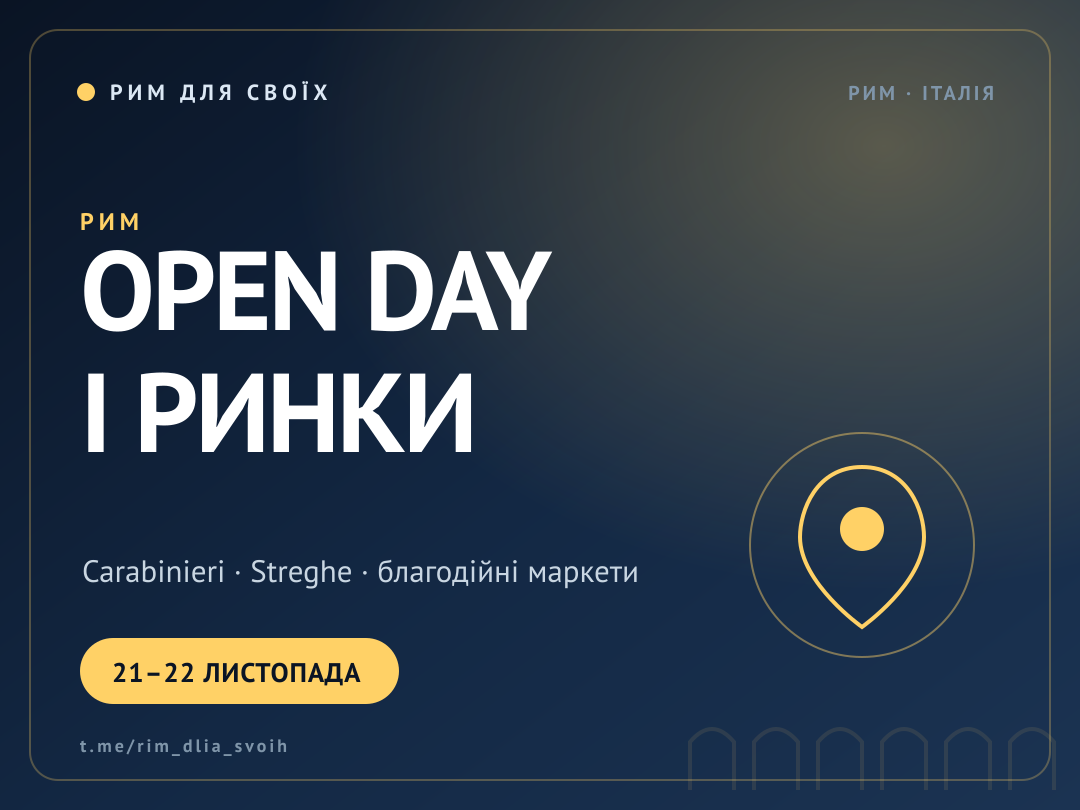 РИМ ДЛЯ СВОЇХ
РИМ · ІТАЛІЯ
РИМ
OPEN DAY
І РИНКИ
Carabinieri · Streghe · благодійні маркети
21–22 ЛИСТОПАДА
t.me/rim_dlia_svoih